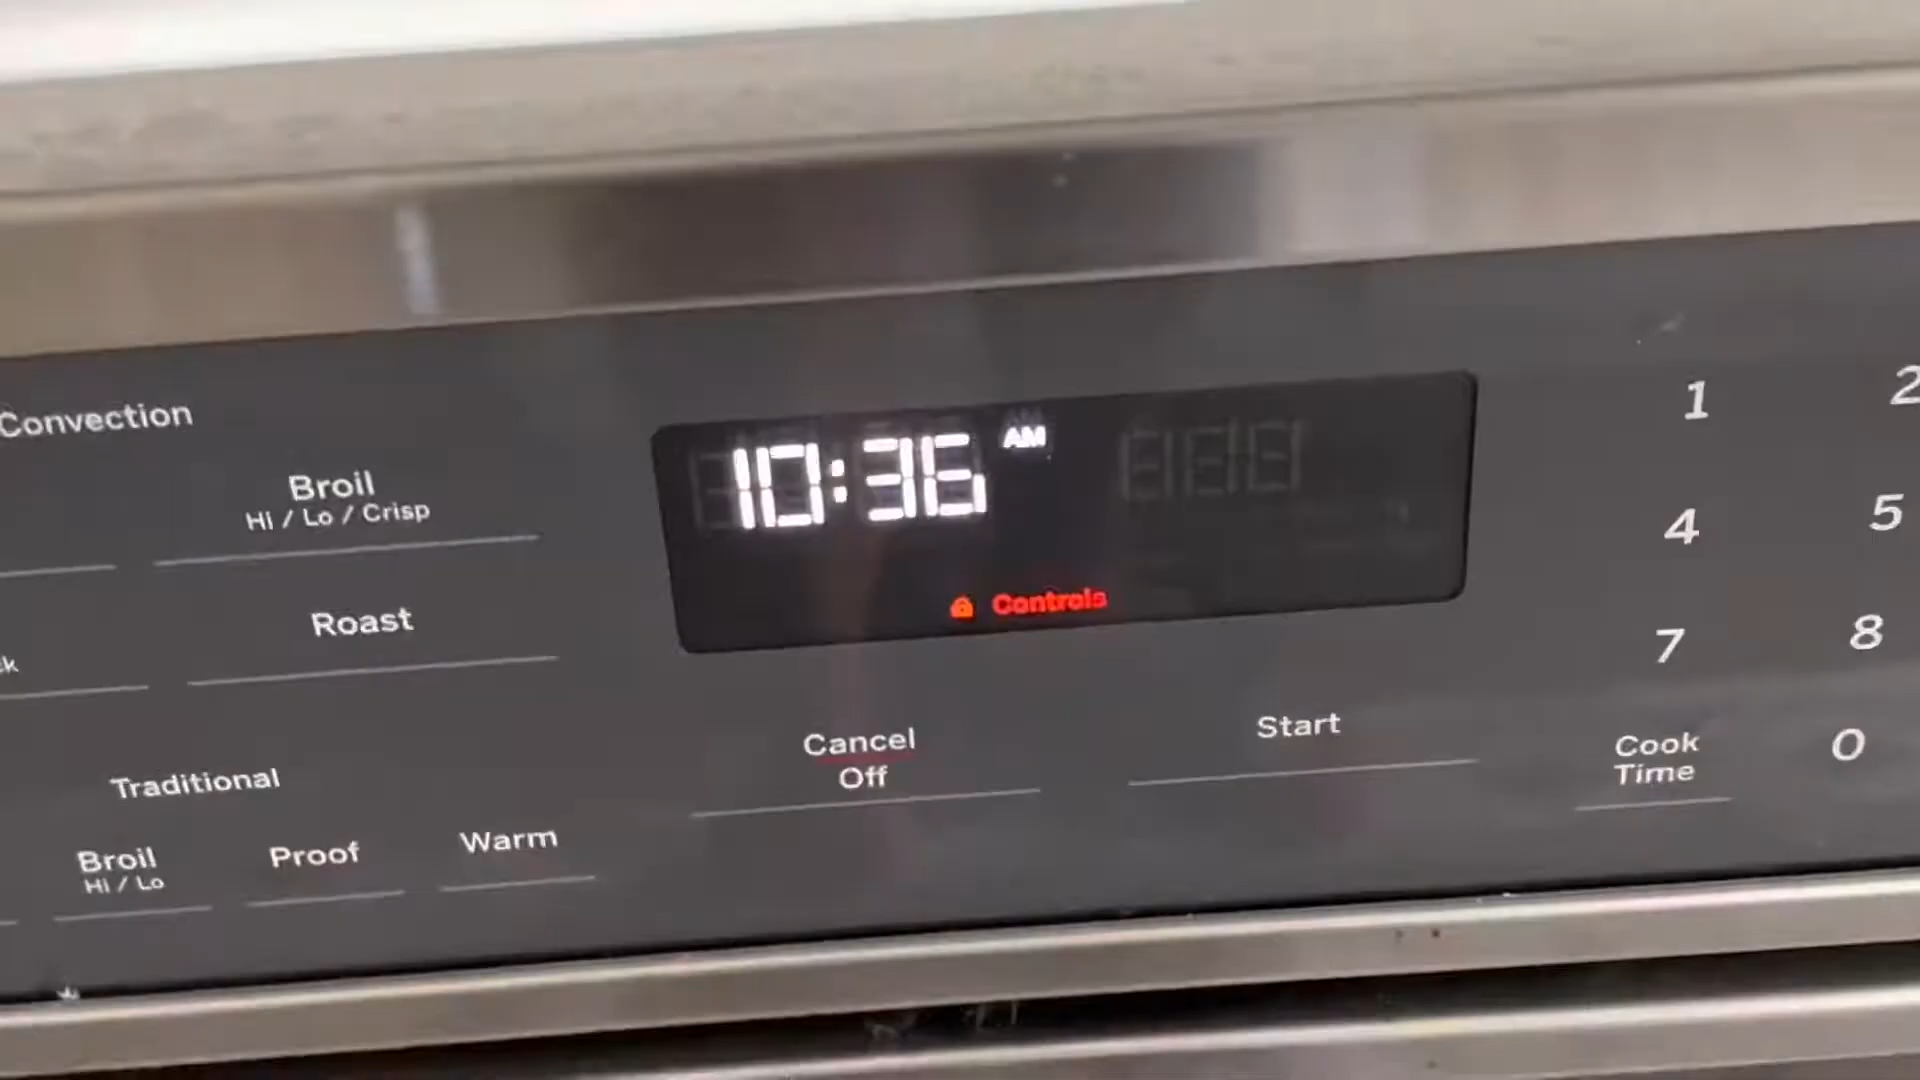 Convection
Broil
Hi / Lo / Crisp
Roast
Traditional
Broil
Hi / Lo
Proof
Warm
10:36 AM
Controls
Cancel
Off
Start
1 2
4 5
7 8
Cook
Time
0